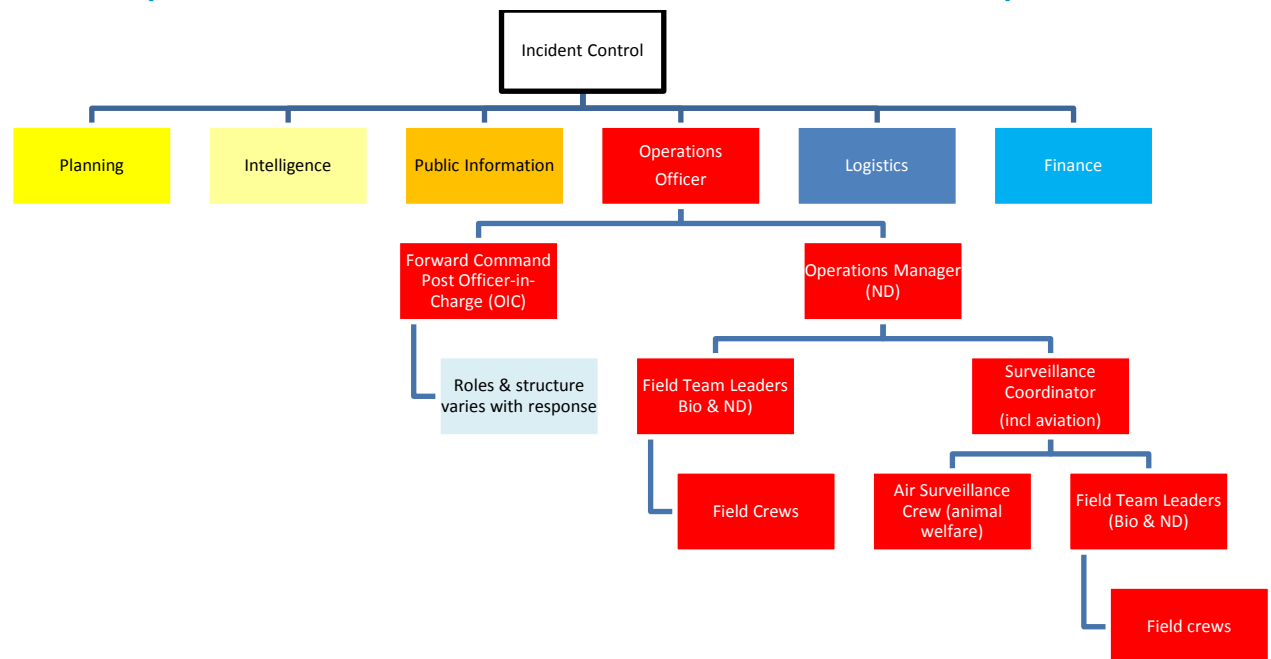 Incident Control
Planning
Intelligence
Public Information
Operations
Officer
Logistics
Finance
Forward Command
Post Officer-in-
Charge (OIC)
Operations Manager
(ND)
Roles & structure
varies with response
Field Team Leaders
Bio & ND)
Surveillance
Coordinator
(incl aviation)
Field Crews
Air Surveillance
Crew (animal
welfare)
Field Team Leaders
(Bio & ND)
Field crews